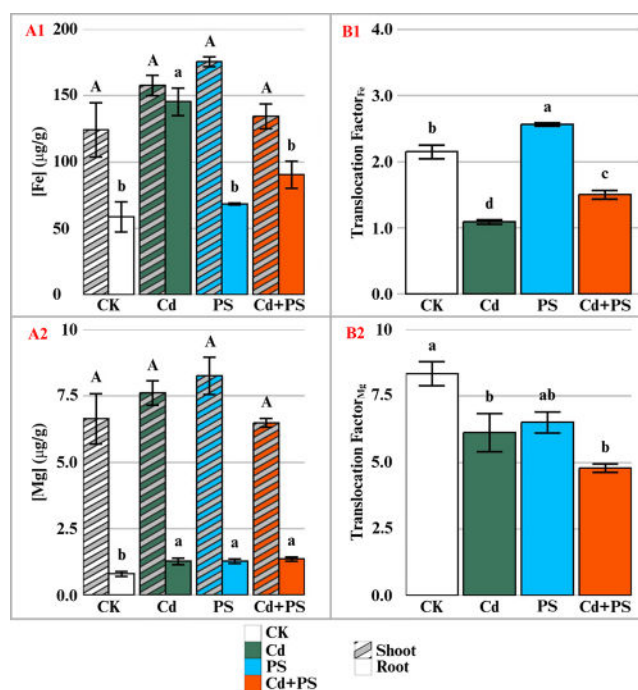 A1
[Fe] (μg/g)
200
150
100
50
0
A
b
A
a
A
b
A
b
CK
Cd
PS
Cd+PS
B1
Translocation Factor_Fe
4.0
3.0
2.0
1.0
0.0
b
d
a
c
CK
Cd
PS
Cd+PS
A2
[Mg] (μg/g)
10
7.5
5.0
2.5
0.0
A
b
A
a
A
a
A
a
CK
Cd
PS
Cd+PS
B2
Translocation Factor_Mg
10
7.5
5.0
2.5
0.0
a
b
ab
b
CK
Cd
PS
Cd+PS
CK
Cd
PS
Cd+PS
Shoot
Root